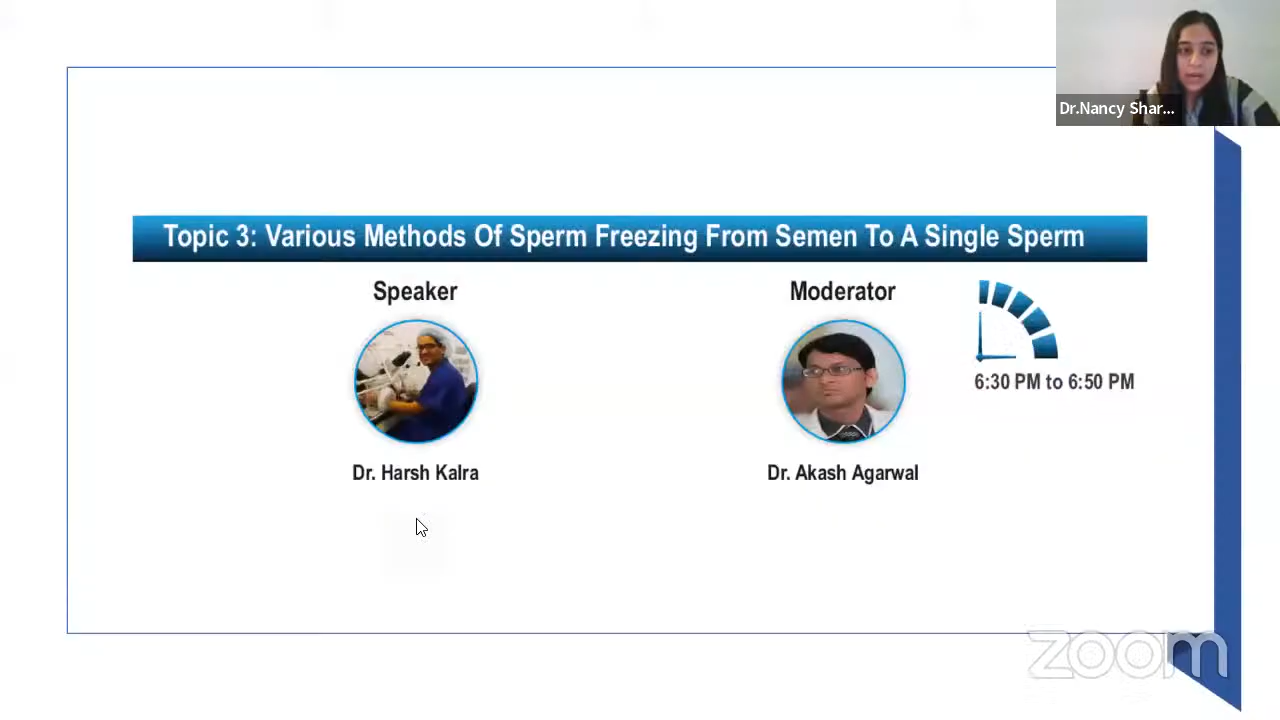 Dr.Nancy Shar...
Topic 3: Various Methods Of Sperm Freezing From Semen To A Single Sperm
Speaker
Moderator
6:30 PM to 6:50 PM
Dr. Harsh Kalra
Dr. Akash Agarwal
zoom